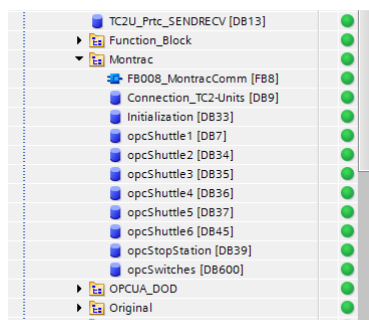 TC2U_Prtc_SENDRECV [DB13]
Function_Block
Montrac
FB008_MontracComm [FB8]
Connection_TC2-Units [DB9]
Initialization [DB33]
opcShuttle1 [DB7]
opcShuttle2 [DB34]
opcShuttle3 [DB35]
opcShuttle4 [DB36]
opcShuttle5 [DB37]
opcShuttle6 [DB45]
opcStopStation [DB39]
opcSwitches [DB600]
OPCUA_DOD
Original